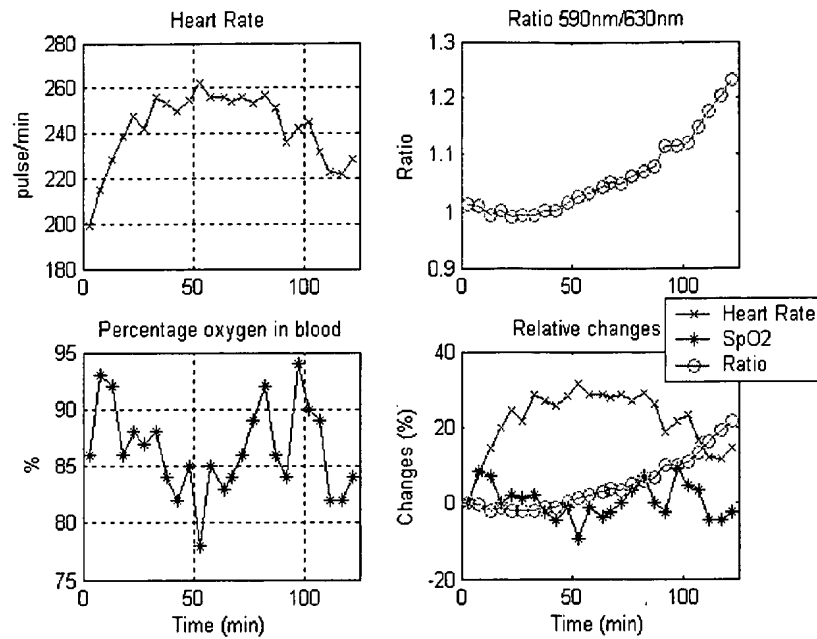 Heart Rate
pulse/min
280
260
240
220
200
180
0
50
100
Ratio 590nm/630nm
Ratio
1.3
1.2
1.1
1
0.9
0
50
100
Percentage oxygen in blood
%
95
90
85
80
75
0
50
100
Time (min)
Relative changes
Changes (%)
40
20
0
-20
0
50
100
Time (min)
Heart Rate
SpO2
Ratio